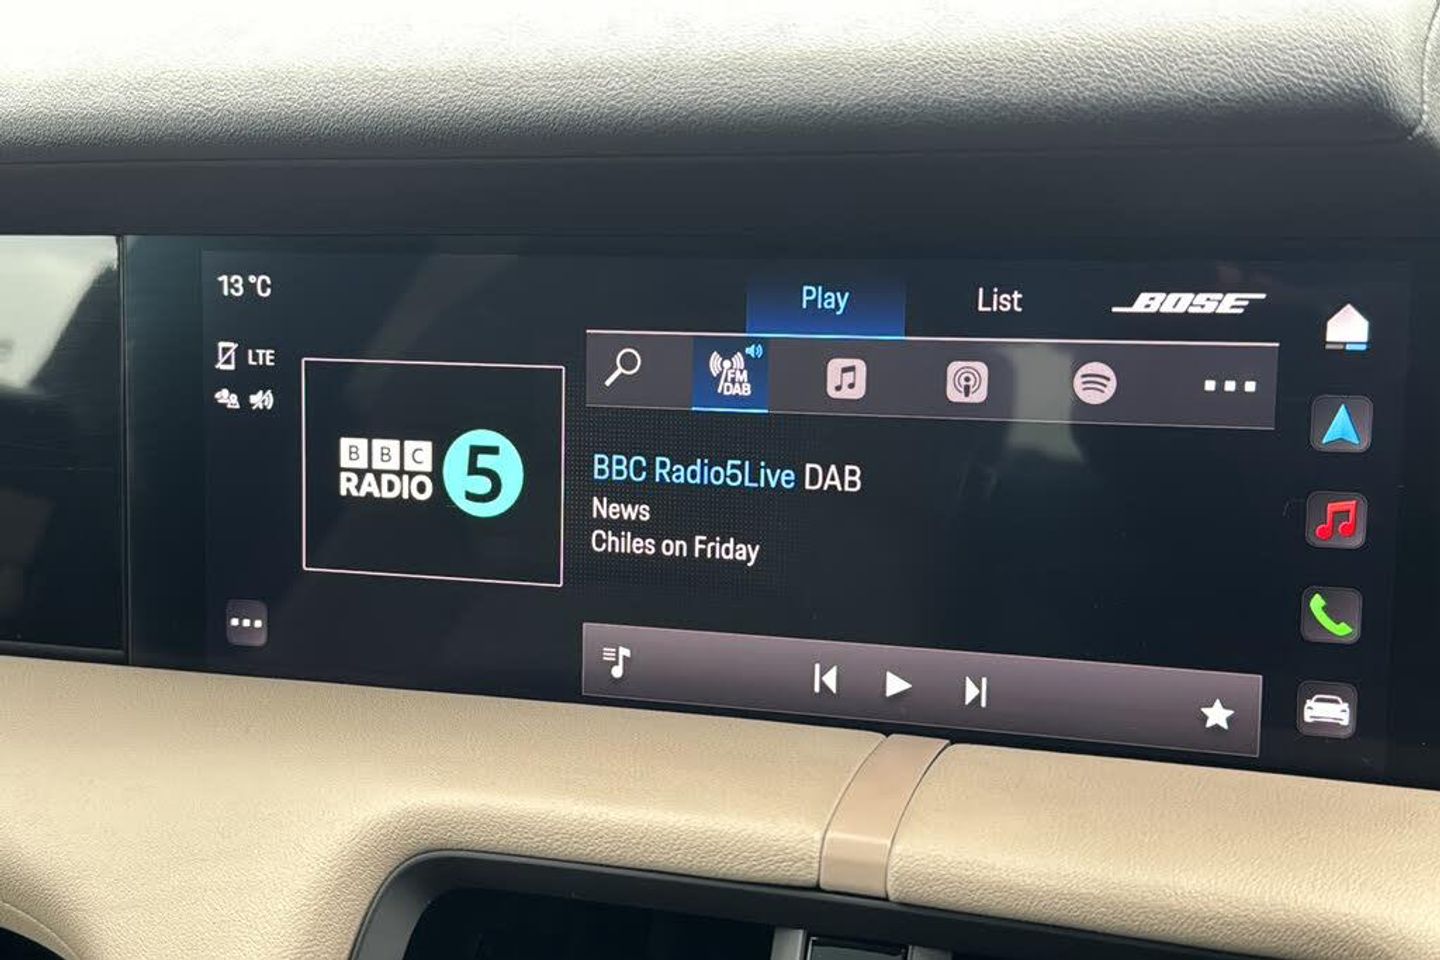 13 °C
Play
List
BOSE
LTE
FM
DAB
BBC
RADIO 5
BBC Radio5Live DAB
News
Chiles on Friday